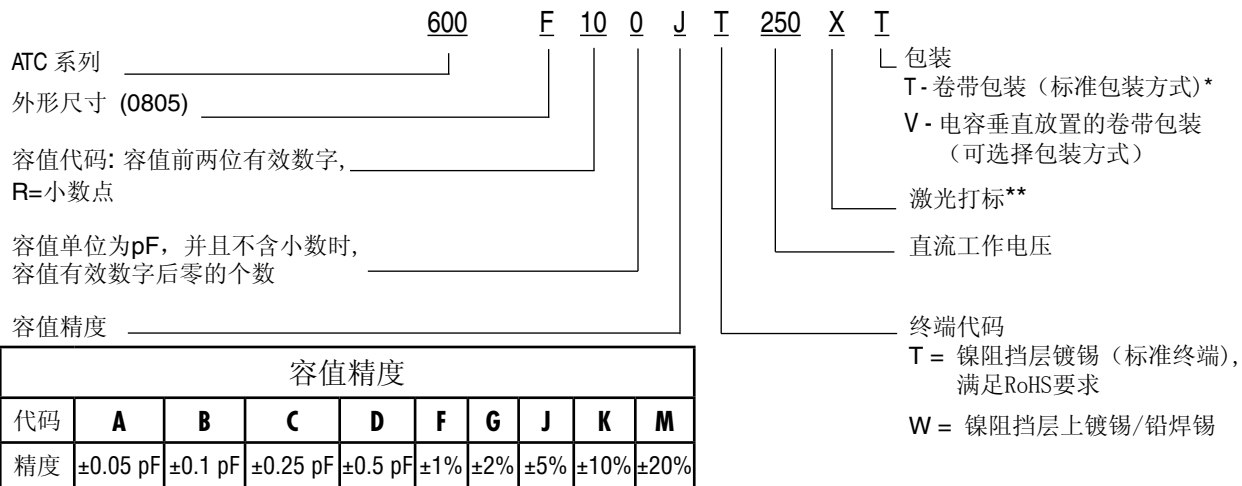 600 F 10 0 J T 250 X T
ATC 系列
外形尺寸 (0805)
容值代码: 容值前两位有效数字,
R=小数点
容值单位为pF，并且不含小数时,
容值有效数字后零的个数
容值精度
包装
T - 卷带包装（标准包装方式)*
V - 电容垂直放置的卷带包装
（可选择包装方式）
激光打标**
直流工作电压
终端代码
T = 镍阻挡层镀锡（标准终端),
满足RoHS要求
W = 镍阻挡层上镀锡/铅焊锡
容值精度
代码 A B C D F G J K M
精度 ±0.05 pF ±0.1 pF ±0.25 pF ±0.5 pF ±1% ±2% ±5% ±10% ±20%